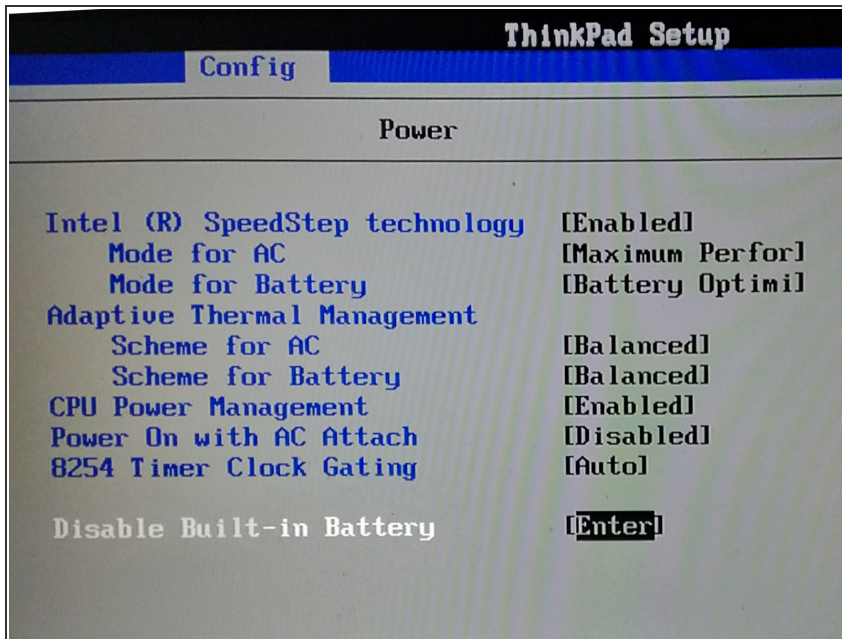 ThinkPad Setup
Config
Power
Intel (R) SpeedStep technology [Enabled]
Mode for AC [Maximum Perfor]
Mode for Battery [Battery Optimi]
Adaptive Thermal Management
Scheme for AC [Balanced]
Scheme for Battery [Balanced]
CPU Power Management [Enabled]
Power On with AC Attach [Disabled]
8254 Timer Clock Gating [Auto]
Disable Built-in Battery [Enter]